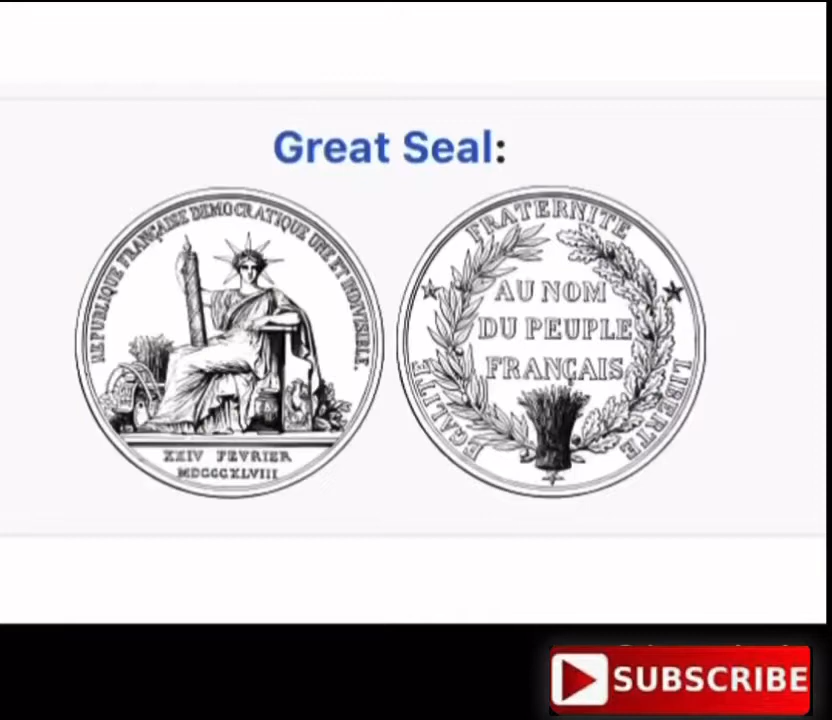 Great Seal:
REPUBLIQUE FRANÇAISE DEMOCRATIQUE UNE ET INDIVISIBLE.
XXIV FEVRIER
MDCCCXLVIII
FRATERNITE
AU NOM
DU PEUPLE
FRANÇAIS
EGALITE
LIBERTE
SUBSCRIBE